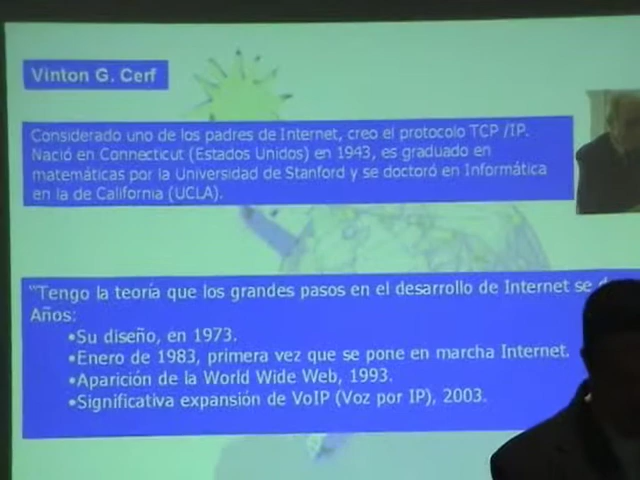 Vinton G. Cerf
Considerado uno de los padres de Internet, creo el protocolo TCP /IP.
Nació en Connecticut (Estados Unidos) en 1943, es graduado en
matemáticas por la Universidad de Stanford y se doctoró en Informática
en la de California (UCLA).
"Tengo la teoría que los grandes pasos en el desarrollo de Internet se
Años:
•Su diseño, en 1973.
•Enero de 1983, primera vez que se pone en marcha Internet.
•Aparición de la World Wide Web, 1993.
•Significativa expansión de VoIP (Voz por IP), 2003.